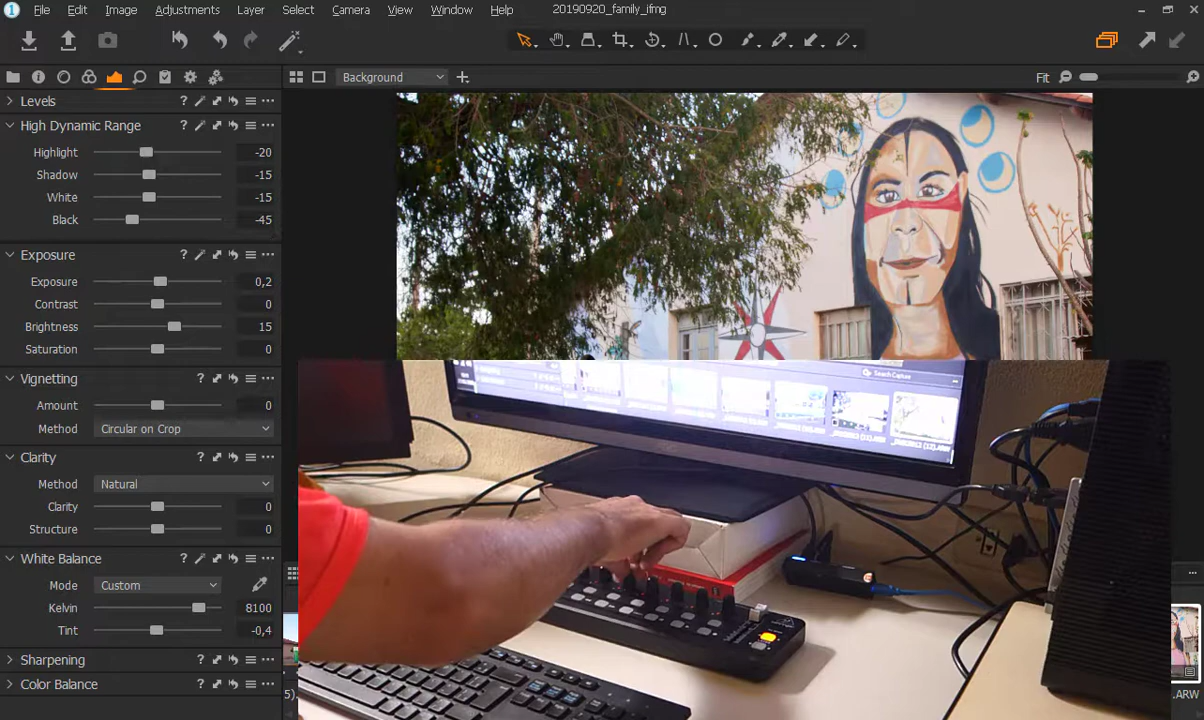 1 File Edit Image Adjustments Layer Select Camera View Window Help 20190920_family_ifmg
Background Fit
Levels ?
High Dynamic Range ?
Highlight -20
Shadow -15
White -15
Black -45
Exposure ?
Exposure 0,2
Contrast 0
Brightness 15
Saturation 0
Vignetting ?
Amount 0
Method Circular on Crop
Clarity ?
Method Natural
Clarity 0
Structure 0
White Balance ?
Mode Custom
Kelvin 8100
Tint -0,4
Sharpening ?
Color Balance ?
5)
.ARW